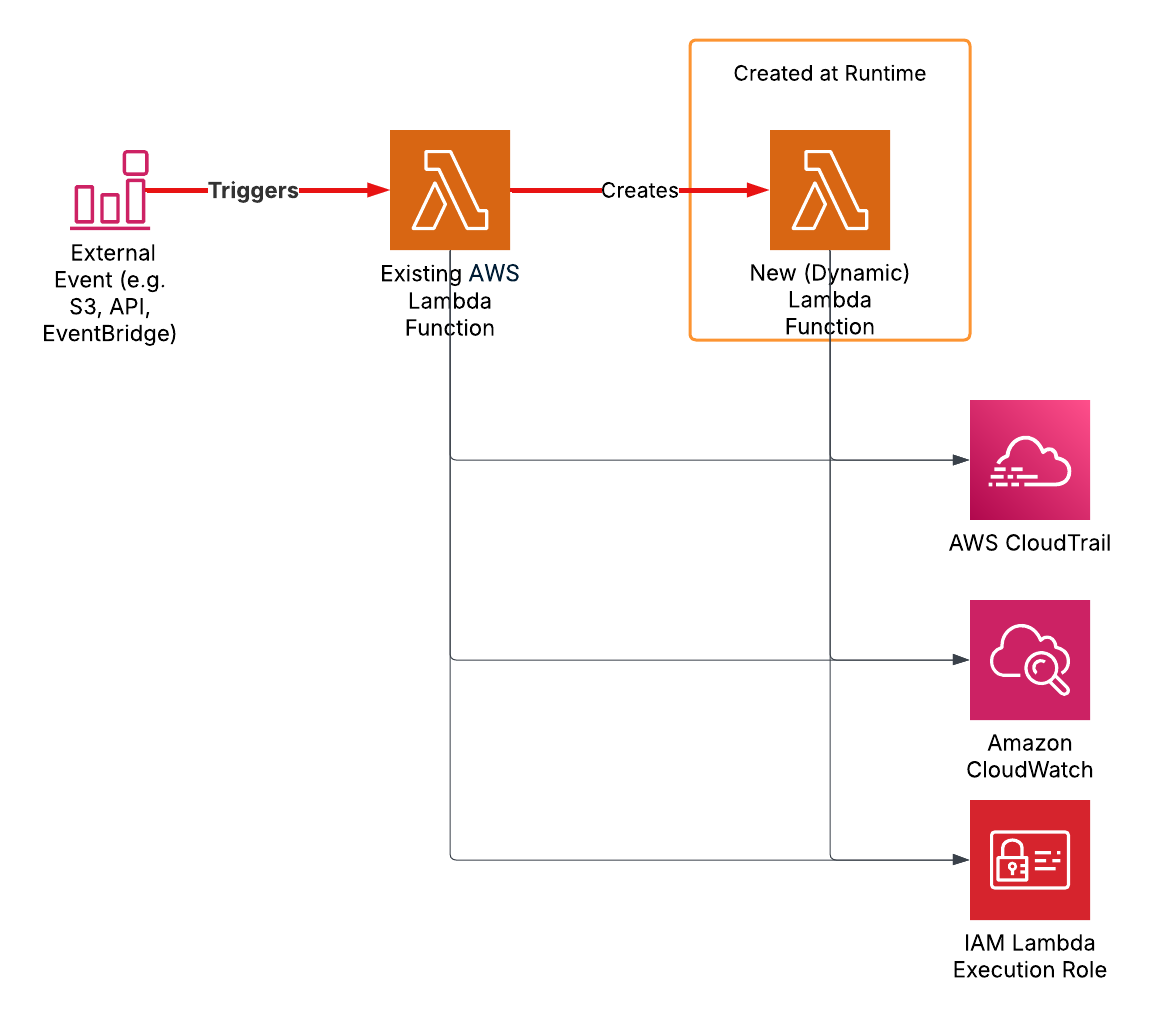 Created at Runtime
Triggers
Creates
External
Event (e.g.
S3, API,
EventBridge)
Existing AWS
Lambda
Function
New (Dynamic)
Lambda
Function
AWS CloudTrail
Amazon
CloudWatch
IAM Lambda
Execution Role